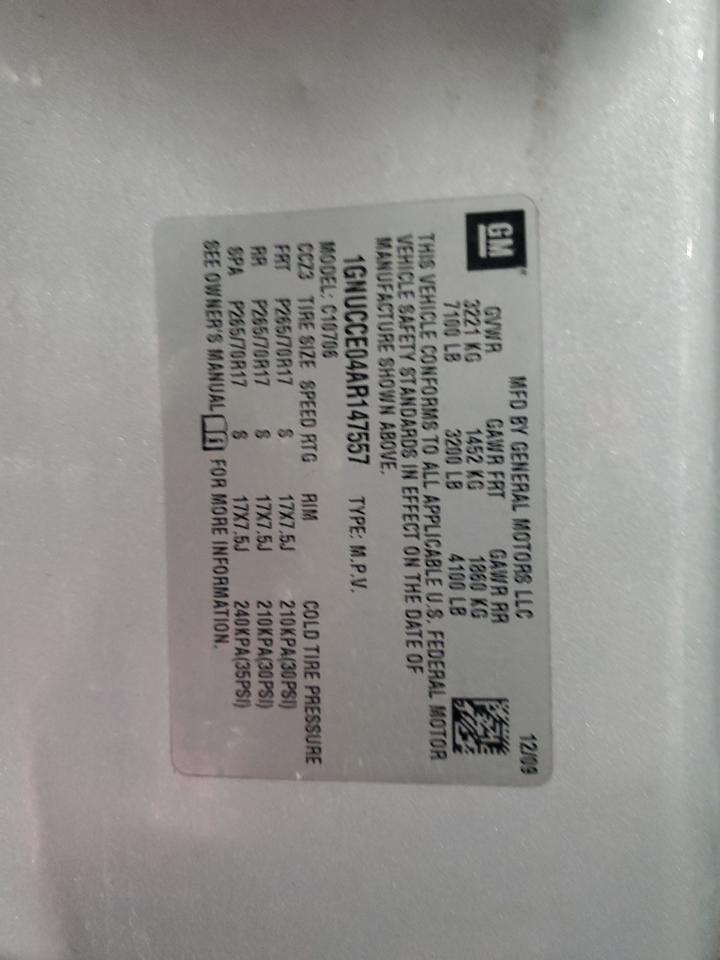 GM
MFD BY GENERAL MOTORS LLC 12/09
GVWR GAWR FRT GAWR RR
3221 KG 1452 KG 1860 KG
7100 LB 3200 LB 4100 LB
THIS VEHICLE CONFORMS TO ALL APPLICABLE U.S. FEDERAL MOTOR
VEHICLE SAFETY STANDARDS IN EFFECT ON THE DATE OF
MANUFACTURE SHOWN ABOVE.
1GNUCCE04AR147557 TYPE: M.P.V.
MODEL: C10706
CCZ3 TIRE SIZE SPEED RTG RIM COLD TIRE PRESSURE
FRT P265/70R17 S 17X7.5J 210KPA(30PSI)
RR P265/70R17 S 17X7.5J 210KPA(30PSI)
SPA P265/70R17 S 17X7.5J 240KPA(35PSI)
SEE OWNER'S MANUAL FOR MORE INFORMATION.